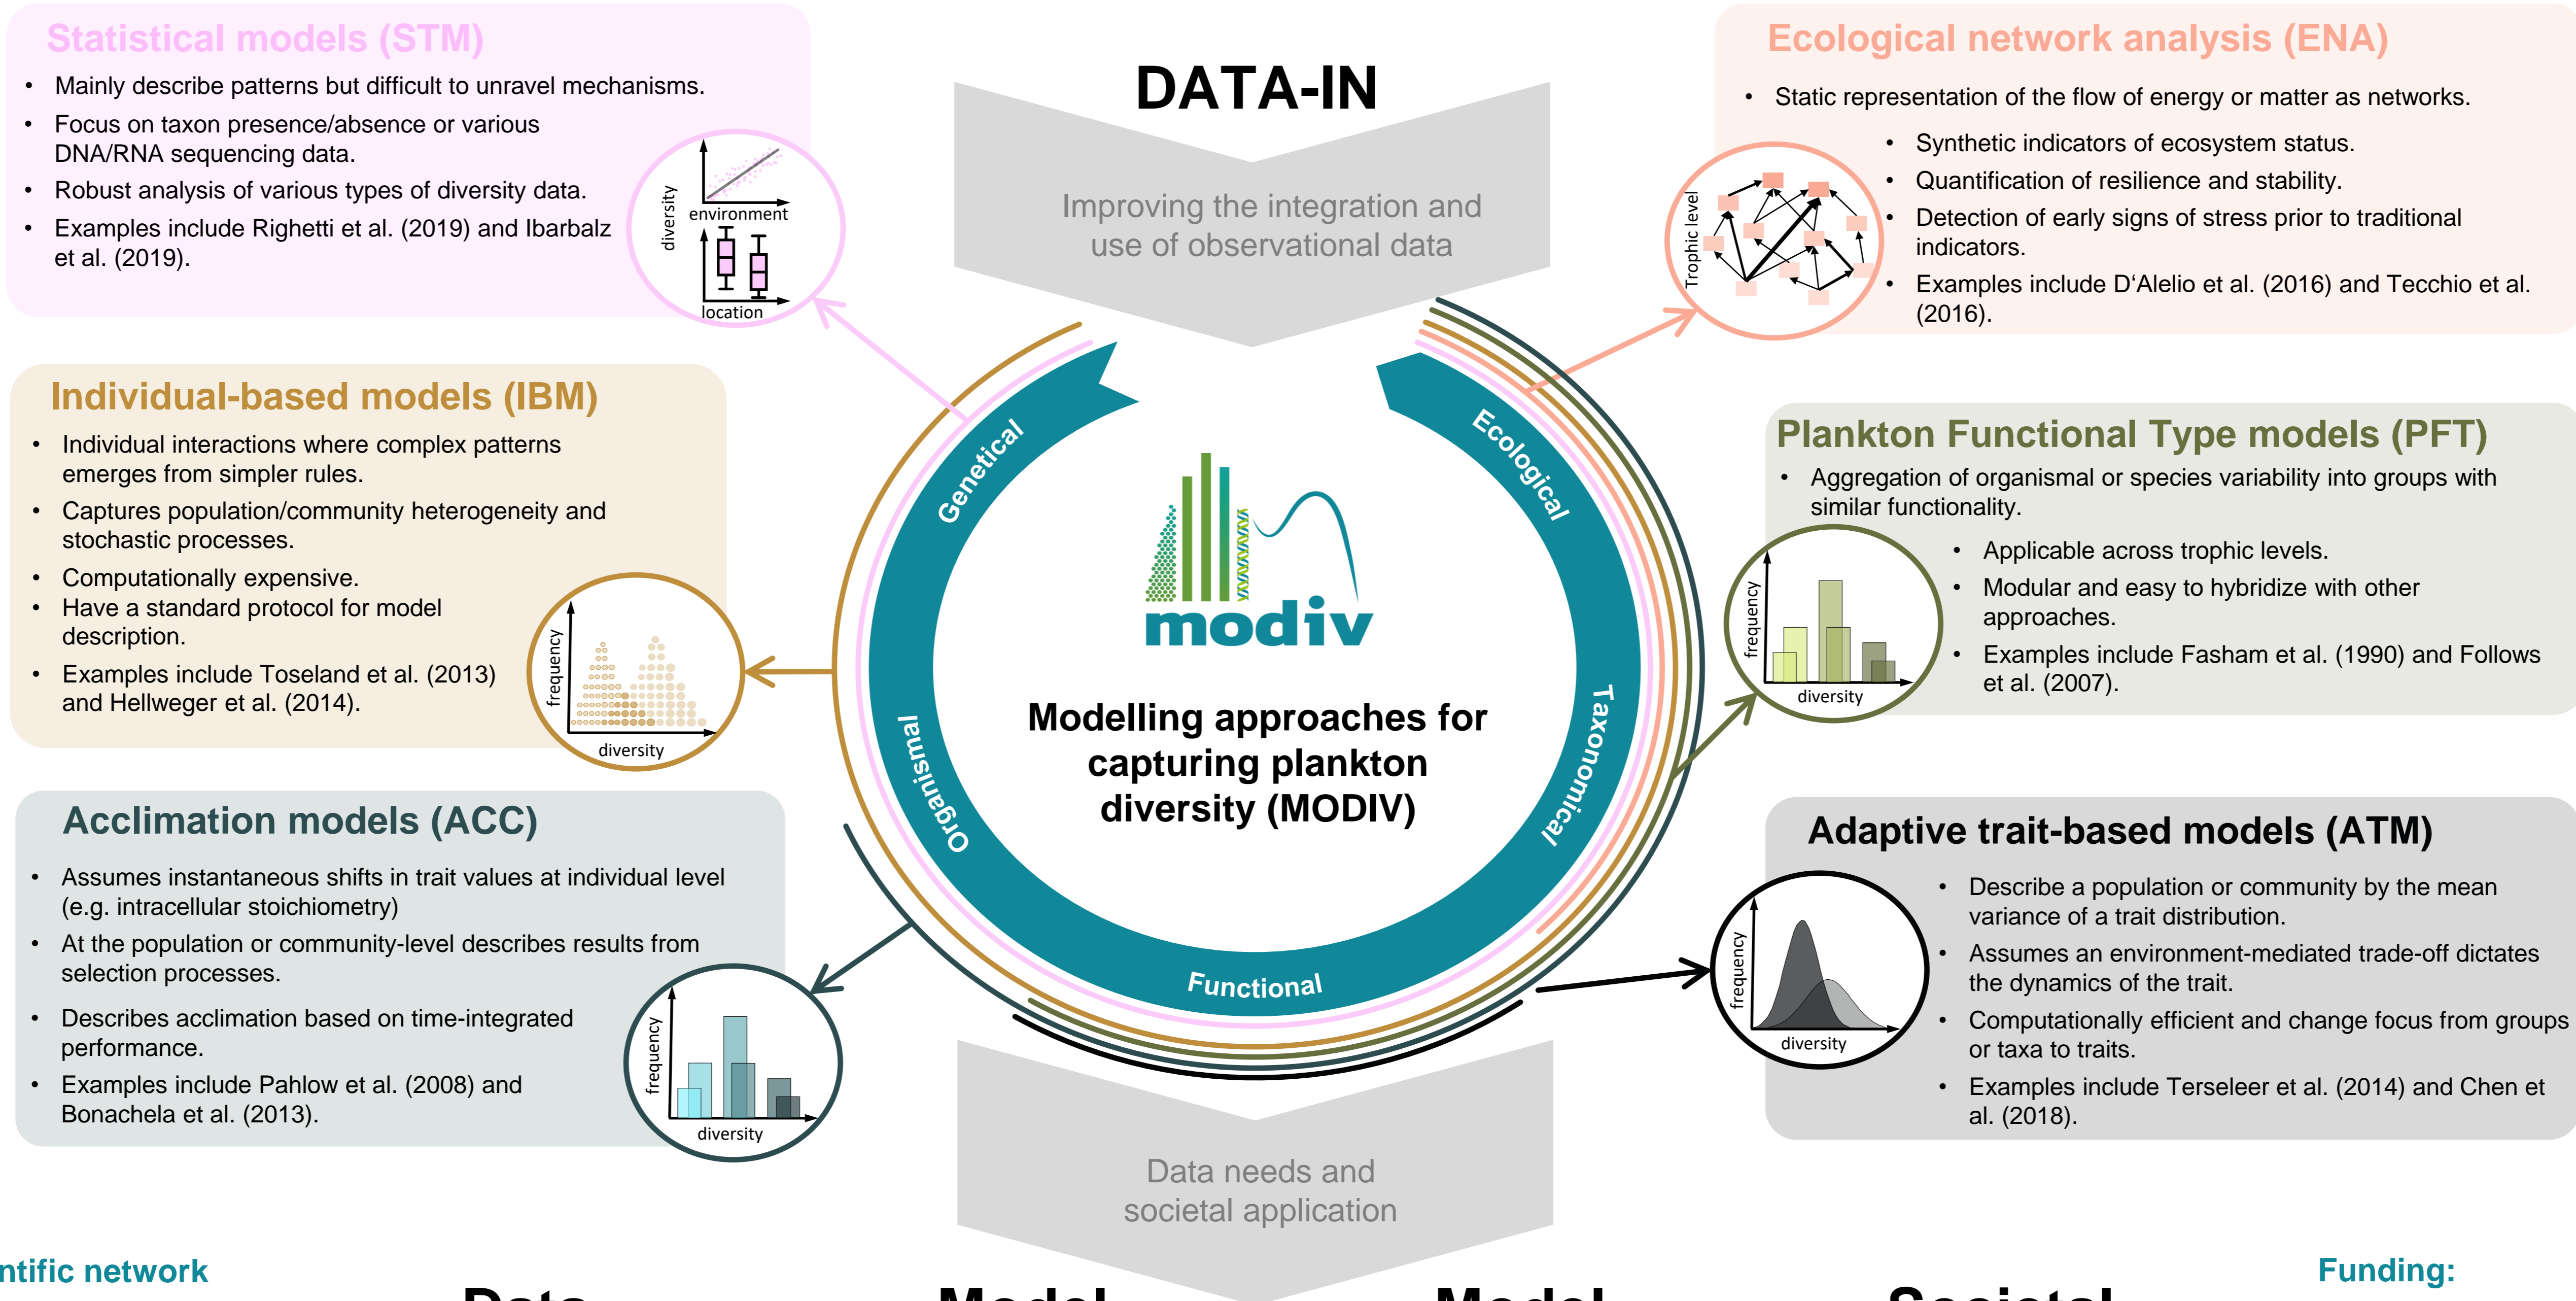 Statistical models (STM)
• Mainly describe patterns but difficult to unravel mechanisms.
• Focus on taxon presence/absence or various
DNA/RNA sequencing data.
• Robust analysis of various types of diversity data.
• Examples include Righetti et al. (2019) and Ibarbalz
et al. (2019).
diversity
environment
location
DATA-IN
Improving the integration and
use of observational data
Ecological network analysis (ENA)
• Static representation of the flow of energy or matter as networks.
• Synthetic indicators of ecosystem status.
• Quantification of resilience and stability.
• Detection of early signs of stress prior to traditional
indicators.
• Examples include D‘Alelio et al. (2016) and Tecchio et al.
(2016).
Trophic level
Individual-based models (IBM)
• Individual interactions where complex patterns
emerges from simpler rules.
• Captures population/community heterogeneity and
stochastic processes.
• Computationally expensive.
• Have a standard protocol for model
description.
• Examples include Toseland et al. (2013)
and Hellweger et al. (2014).
frequency
diversity
Genetical
Ecological
Taxonomical
Functional
Organismal
modiv
Modelling approaches for
capturing plankton
diversity (MODIV)
Plankton Functional Type models (PFT)
• Aggregation of organismal or species variability into groups with
similar functionality.
• Applicable across trophic levels.
• Modular and easy to hybridize with other
approaches.
• Examples include Fasham et al. (1990) and Follows
et al. (2007).
frequency
diversity
Acclimation models (ACC)
• Assumes instantaneous shifts in trait values at individual level
(e.g. intracellular stoichiometry)
• At the population or community-level describes results from
selection processes.
• Describes acclimation based on time-integrated
performance.
• Examples include Pahlow et al. (2008) and
Bonachela et al. (2013).
frequency
diversity
Adaptive trait-based models (ATM)
• Describe a population or community by the mean
variance of a trait distribution.
• Assumes an environment-mediated trade-off dictates
the dynamics of the trait.
• Computationally efficient and change focus from groups
or taxa to traits.
• Examples include Terseleer et al. (2014) and Chen et
al. (2018).
frequency
diversity
Data needs and
societal application
ntific network
Data
Model
Model
Societal
Funding: